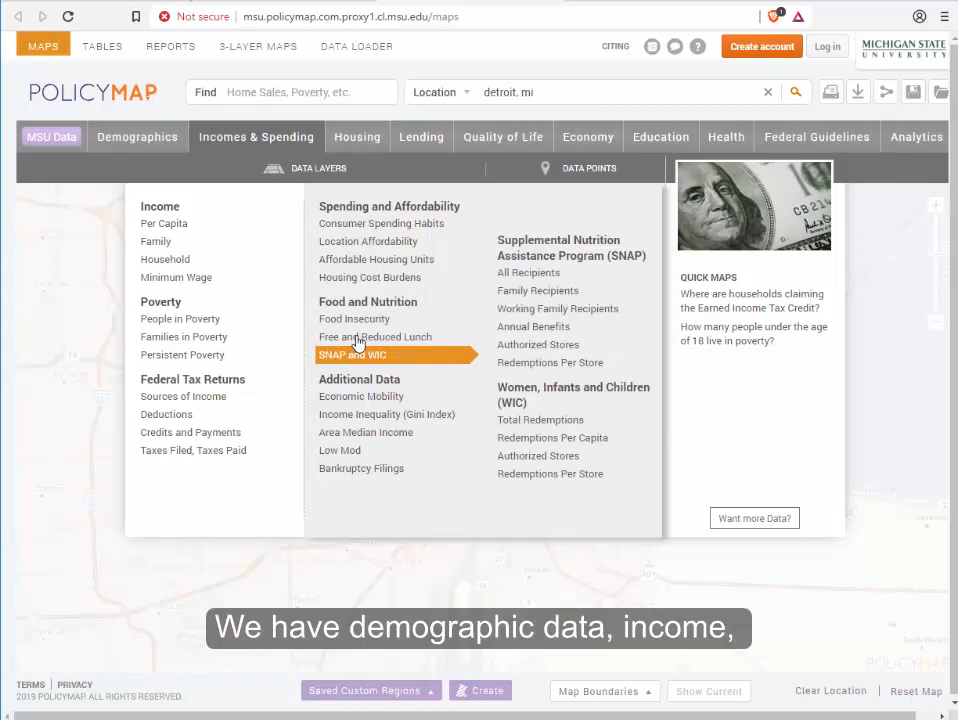 Not secure | msu.policymap.com.proxy1.cl.msu.edu/maps
1
MAPS TABLES REPORTS 3-LAYER MAPS DATA LOADER CITING ? Create account Log in MICHIGAN STATE UNIVERSITY
POLICYMAP Find Home Sales, Poverty, etc. Location detroit, mi
MSU Data Demographics Incomes & Spending Housing Lending Quality of Life Economy Education Health Federal Guidelines Analytics
DATA LAYERS DATA POINTS
Income
Per Capita
Family
Household
Minimum Wage
Poverty
People in Poverty
Families in Poverty
Persistent Poverty
Federal Tax Returns
Sources of Income
Deductions
Credits and Payments
Taxes Filed, Taxes Paid
Spending and Affordability
Consumer Spending Habits
Location Affordability
Affordable Housing Units
Housing Cost Burdens
Food and Nutrition
Food Insecurity
Free and Reduced Lunch
SNAP and WIC
Additional Data
Economic Mobility
Income Inequality (Gini Index)
Area Median Income
Low Mod
Bankruptcy Filings
Supplemental Nutrition
Assistance Program (SNAP)
All Recipients
Family Recipients
Working Family Recipients
Annual Benefits
Authorized Stores
Redemptions Per Store
Women, Infants and Children
(WIC)
Total Redemptions
Redemptions Per Capita
Authorized Stores
Redemptions Per Store
QUICK MAPS
Where are households claiming
the Earned Income Tax Credit?
How many people under the age
of 18 live in poverty?
Want more Data?
We have demographic data, income,
POLICYMAP
TERMS | PRIVACY
2019 POLICYMAP. ALL RIGHTS RESERVED.
Saved Custom Regions Create Map Boundaries Show Current Clear Location Reset Map